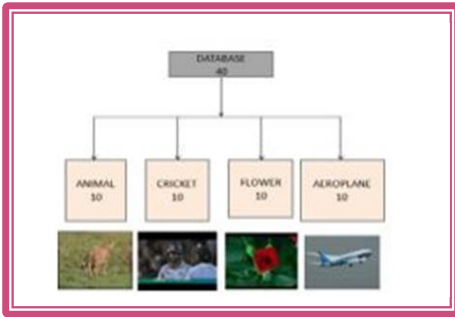 DATABASE
40
ANIMAL
10
CRICKET
10
FLOWER
10
AEROPLANE
10